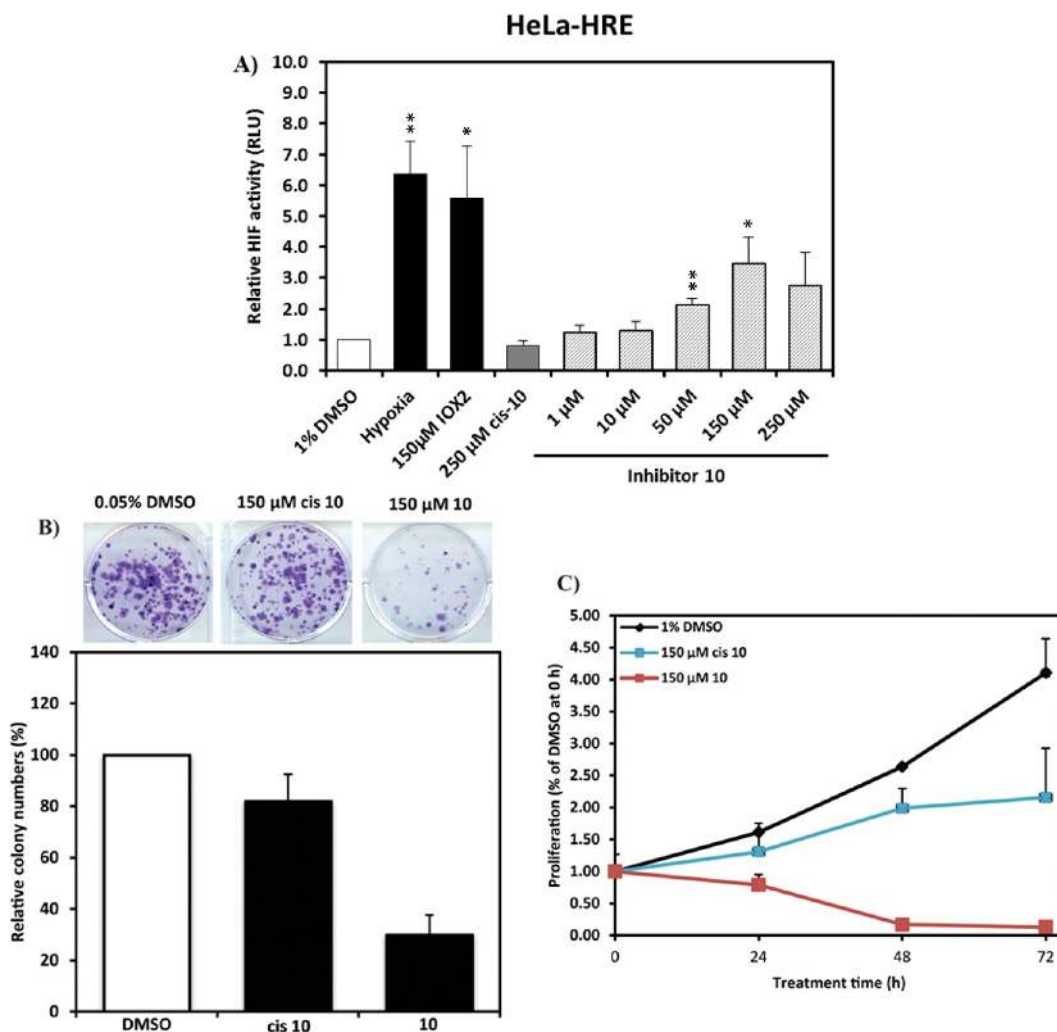 HeLa-HRE
A)
Relative HIF activity (RLU)
10.0
9.0
8.0
7.0
6.0
5.0
4.0
3.0
2.0
1.0
0.0
**
*
**
*
1% DMSO
Hypoxia
150µM IOX2
250 µM cis-10
1 µM
10 µM
50 µM
150 µM
250 µM
Inhibitor 10
B)
0.05% DMSO
150 µM cis 10
150 µM 10
Relative colony numbers (%)
140
120
100
80
60
40
20
0
DMSO
cis 10
10
C)
1% DMSO
150 µM cis 10
150 µM 10
Proliferation (% of DMSO at 0 h)
5.00
4.50
4.00
3.50
3.00
2.50
2.00
1.50
1.00
0.50
0.00
0
24
48
72
Treatment time (h)